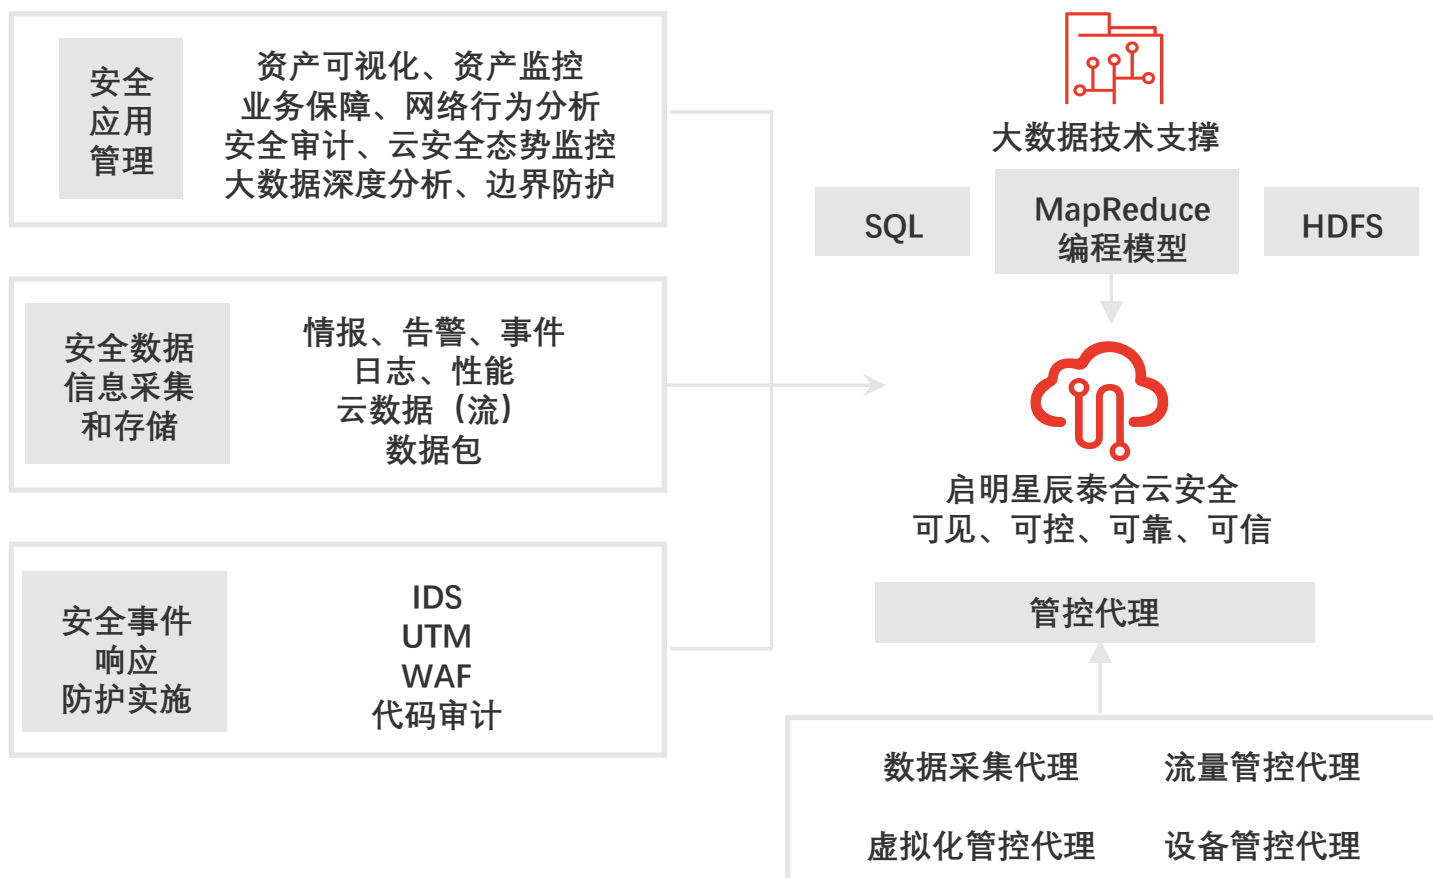 安全
应用
管理
资产可视化、资产监控
业务保障、网络行为分析
安全审计、云安全态势监控
大数据深度分析、边界防护
安全数据
信息采集
和存储
情报、告警、事件
日志、性能
云数据（流）
数据包
安全事件
响应
防护实施
IDS
UTM
WAF
代码审计
大数据技术支撑
SQL
MapReduce
编程模型
HDFS
启明星辰泰合云安全
可见、可控、可靠、可信
管控代理
数据采集代理
流量管控代理
虚拟化管控代理
设备管控代理